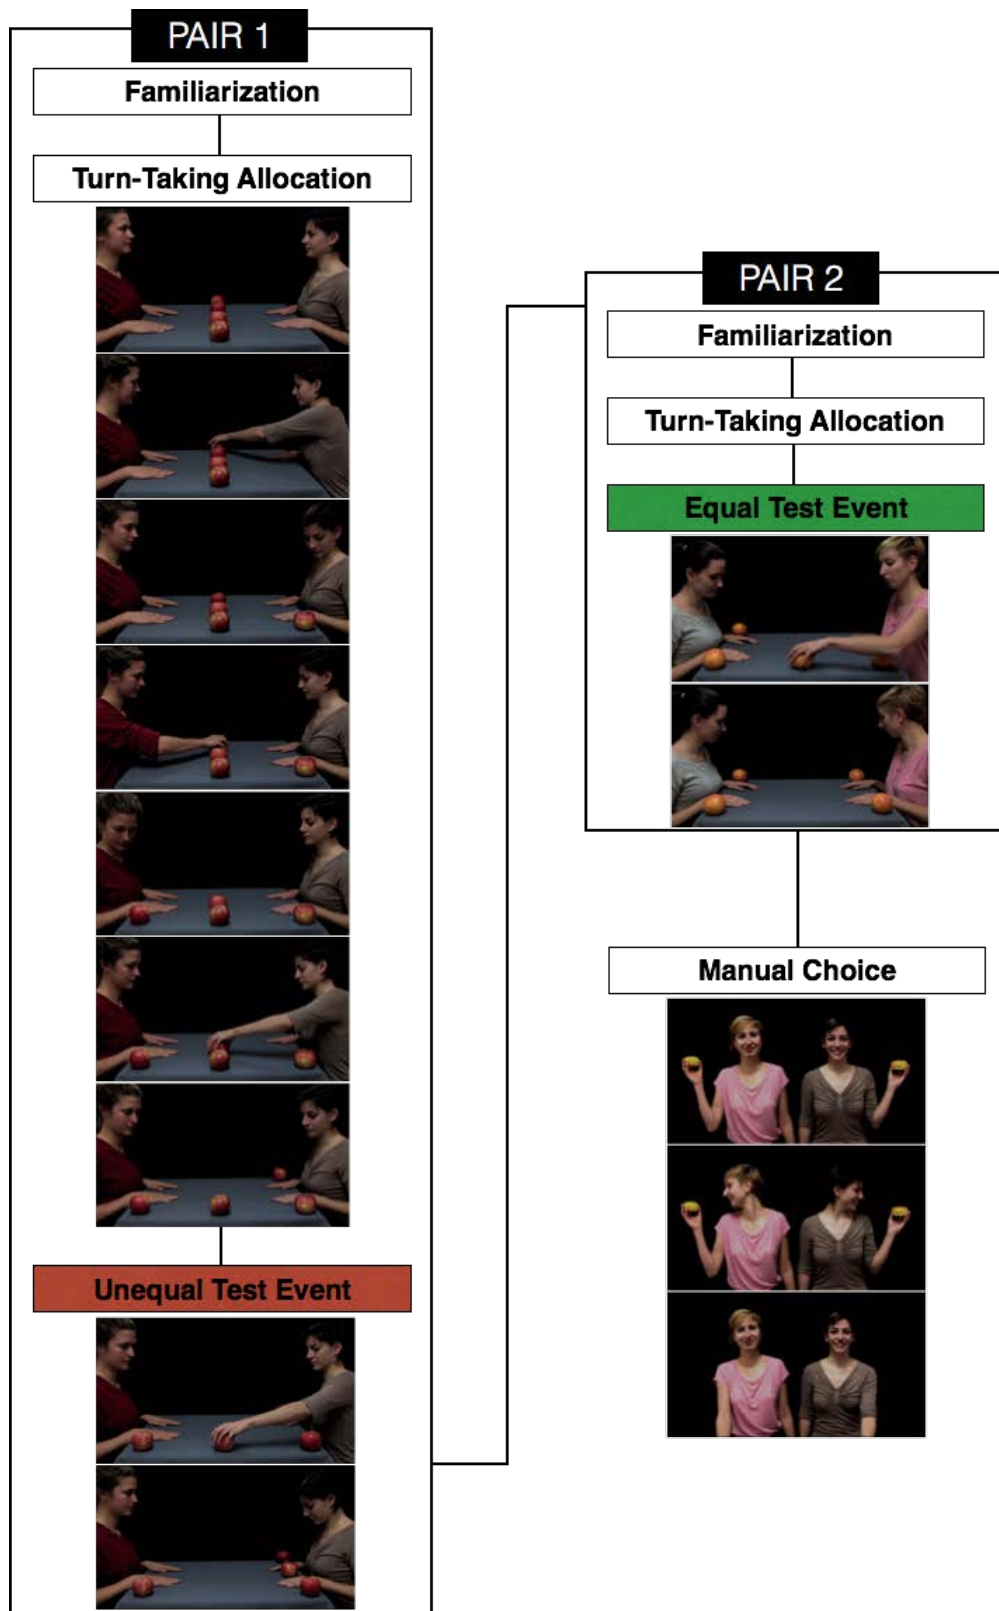 PAIR 1
Familiarization
Turn-Taking Allocation
Unequal Test Event
PAIR 2
Familiarization
Turn-Taking Allocation
Equal Test Event
Manual Choice